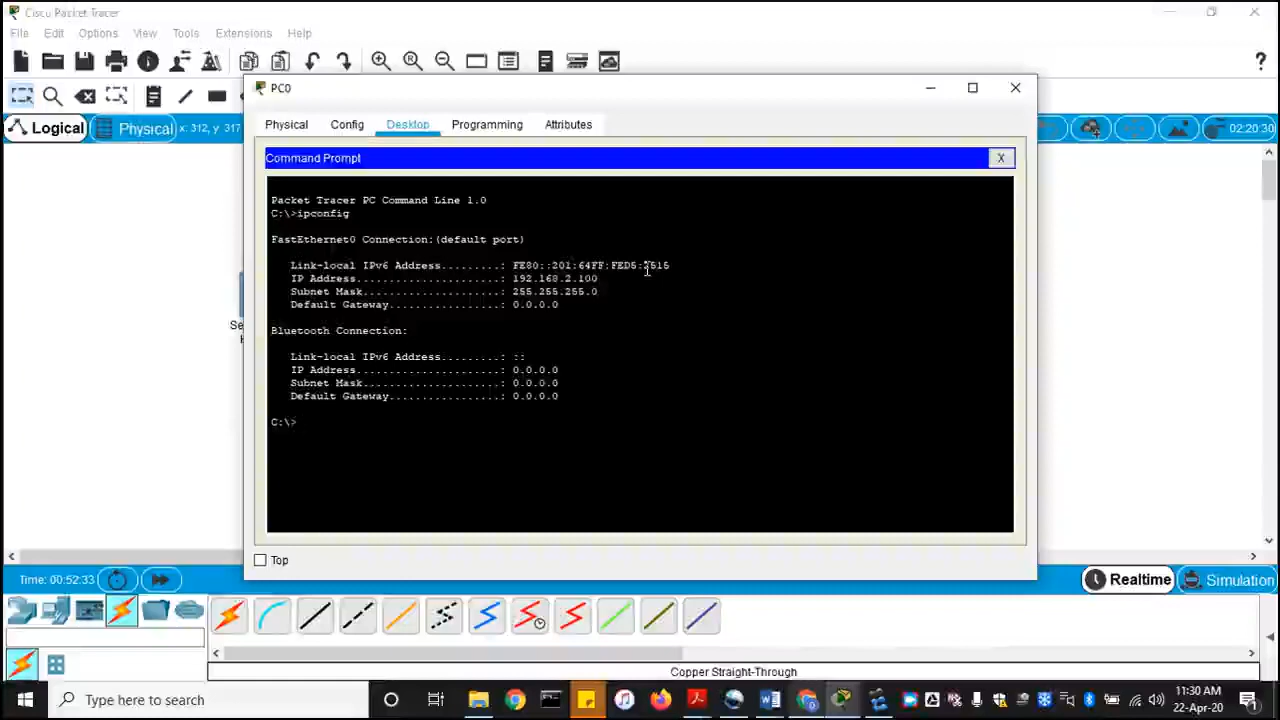 Cisco Packet Tracer
File Edit Options View Tools Extensions Help
PC0
Logical Physical x: 312, y: 317 02:20:30
Physical Config Desktop Programming Attributes
Command Prompt X
Packet Tracer PC Command Line 1.0
C:\>ipconfig
FastEthernet0 Connection:(default port)
Link-local IPv6 Address.........:
IP Address......................: 192.168.2.100
Subnet Mask.....................: 255.255.255.0
Default Gateway.................: 0.0.0.0
Bluetooth Connection:
Link-local IPv6 Address.........: ::
IP Address......................: 0.0.0.0
Subnet Mask.....................: 0.0.0.0
Default Gateway.................: 0.0.0.0
C:\>
Top
Time: 00:52:33 Realtime Simulation
Copper Straight-Through
Type here to search
11:30 AM
22-Apr-20